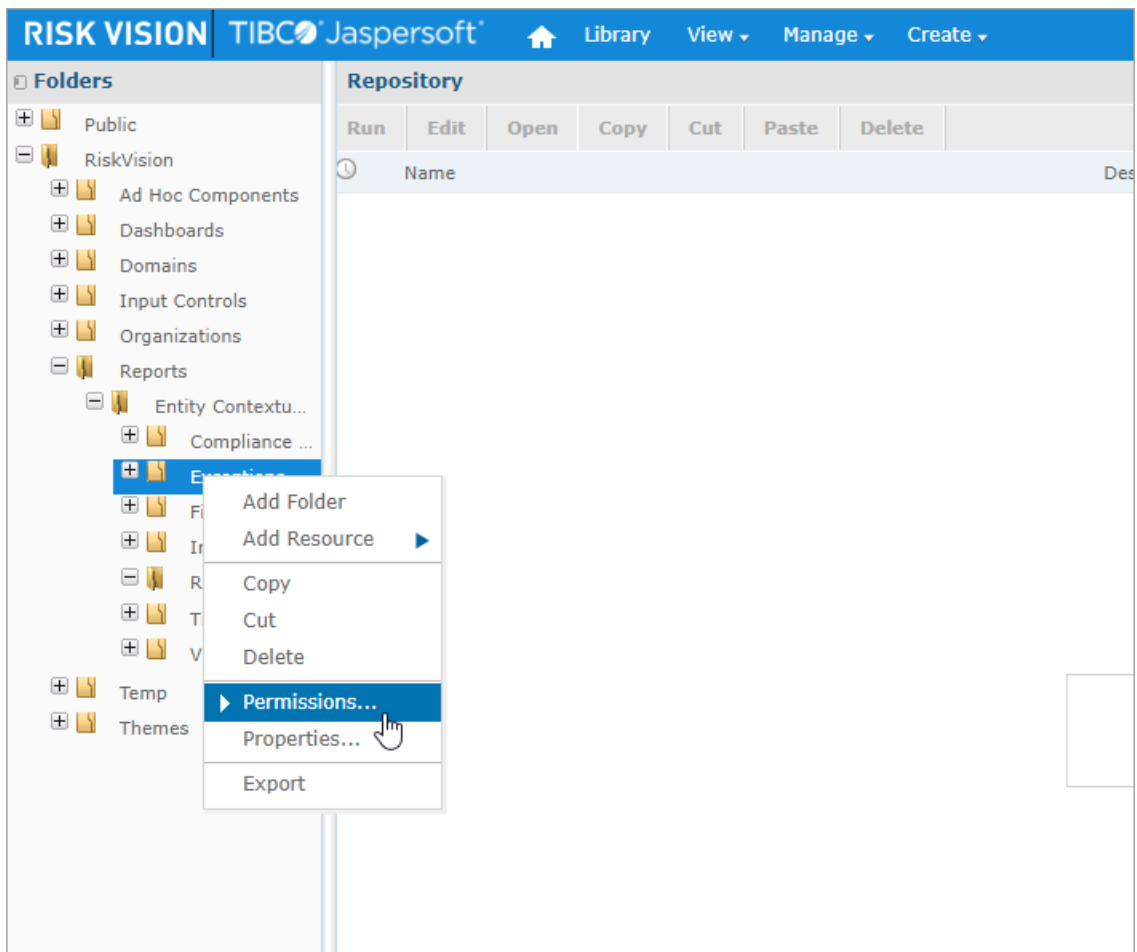 RISK VISION TIBCO Jaspersoft Library View Manage Create
Folders
Repository
Run Edit Open Copy Cut Paste Delete
Name
Public
RiskVision
Ad Hoc Components
Dashboards
Domains
Input Controls
Organizations
Reports
Entity Contextu...
Compliance ...
Exceptions
Temp
Themes
Add Folder
Add Resource
Copy
Cut
Delete
Permissions...
Properties...
Export